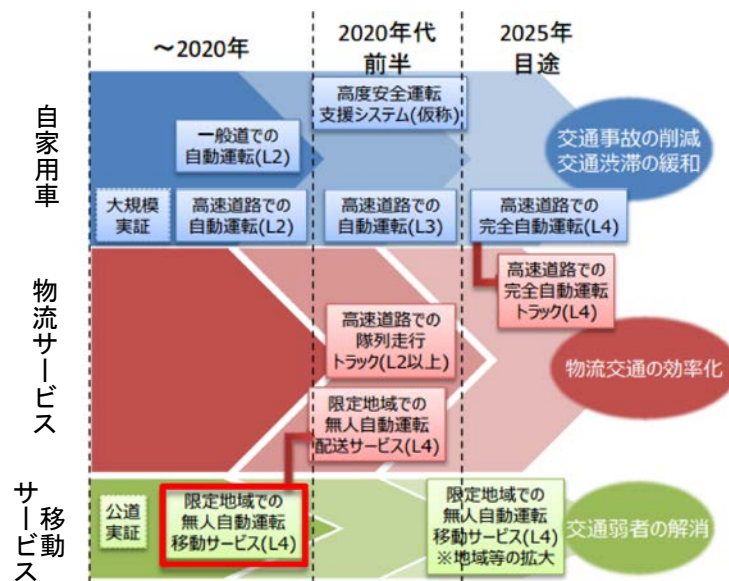 ～2020年
2020年代
前半
2025年
目途
自家用車
高度安全運転
支援システム(仮称)
一般道での
自動運転(L2)
交通事故の削減
交通渋滞の緩和
大規模
実証
高速道路での
自動運転(L2)
高速道路での
自動運転(L3)
高速道路での
完全自動運転(L4)
物流サービス
高速道路での
完全自動運転
トラック(L4)
高速道路での
隊列走行
トラック(L2以上)
物流交通の効率化
限定地域での
無人自動運転
配送サービス(L4)
移動
サービス
公道
実証
限定地域での
無人自動運転
移動サービス(L4)
限定地域での
無人自動運転
移動サービス(L4)
※地域等の拡大
交通弱者の解消